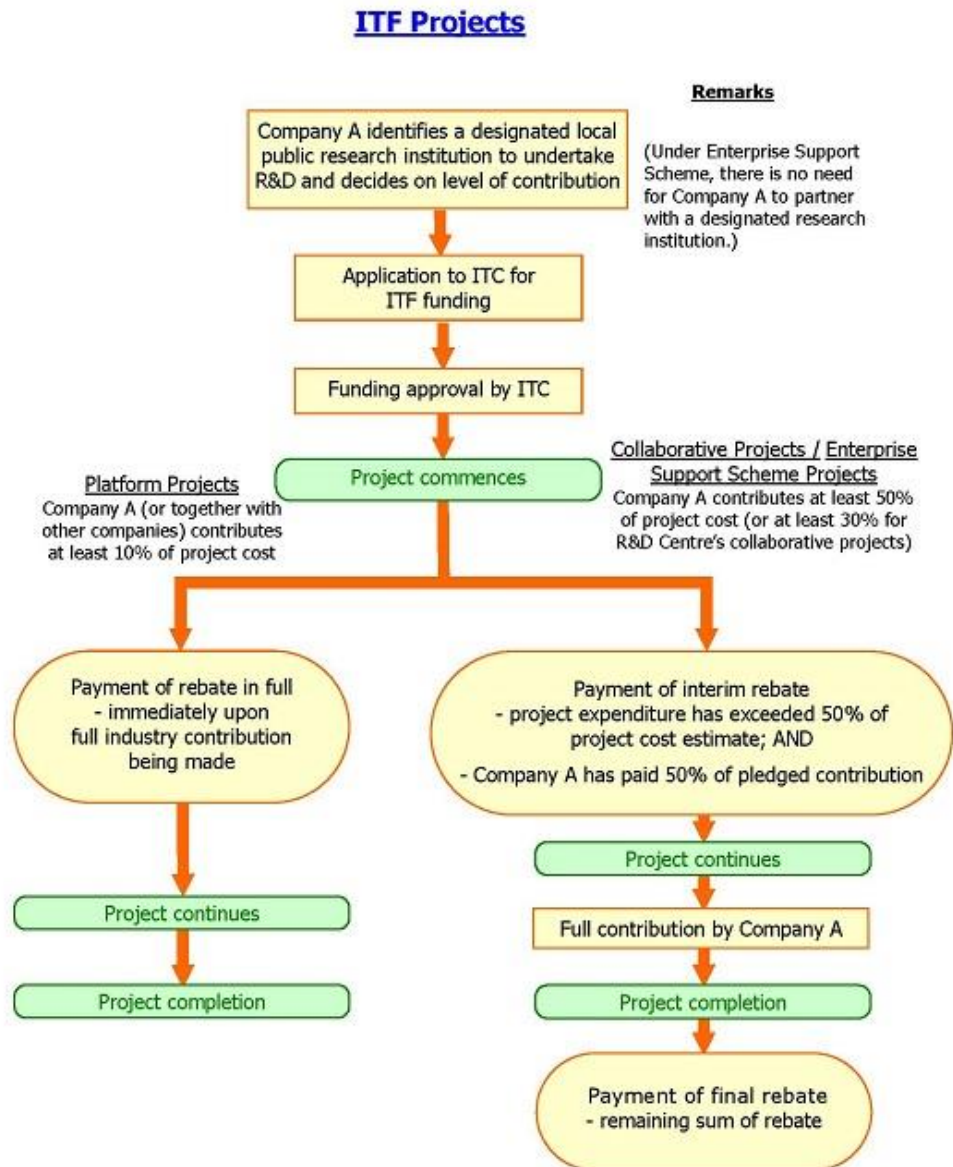 ITF Projects
Remarks
Company A identifies a designated local
public research institution to undertake
R&D and decides on level of contribution
(Under Enterprise Support
Scheme, there is no need
for Company A to partner
with a designated research
institution.)
Application to ITC for
ITF funding
Funding approval by ITC
Project commences
Platform Projects
Company A (or together with
other companies) contributes
at least 10% of project cost
Collaborative Projects / Enterprise
Support Scheme Projects
Company A contributes at least 50%
of project cost (or at least 30% for
R&D Centre's collaborative projects)
Payment of rebate in full
- immediately upon
full industry contribution
being made
Project continues
Project completion
Payment of interim rebate
- project expenditure has exceeded 50% of
project cost estimate; AND
- Company A has paid 50% of pledged contribution
Project continues
Full contribution by Company A
Project completion
Payment of final rebate
- remaining sum of rebate